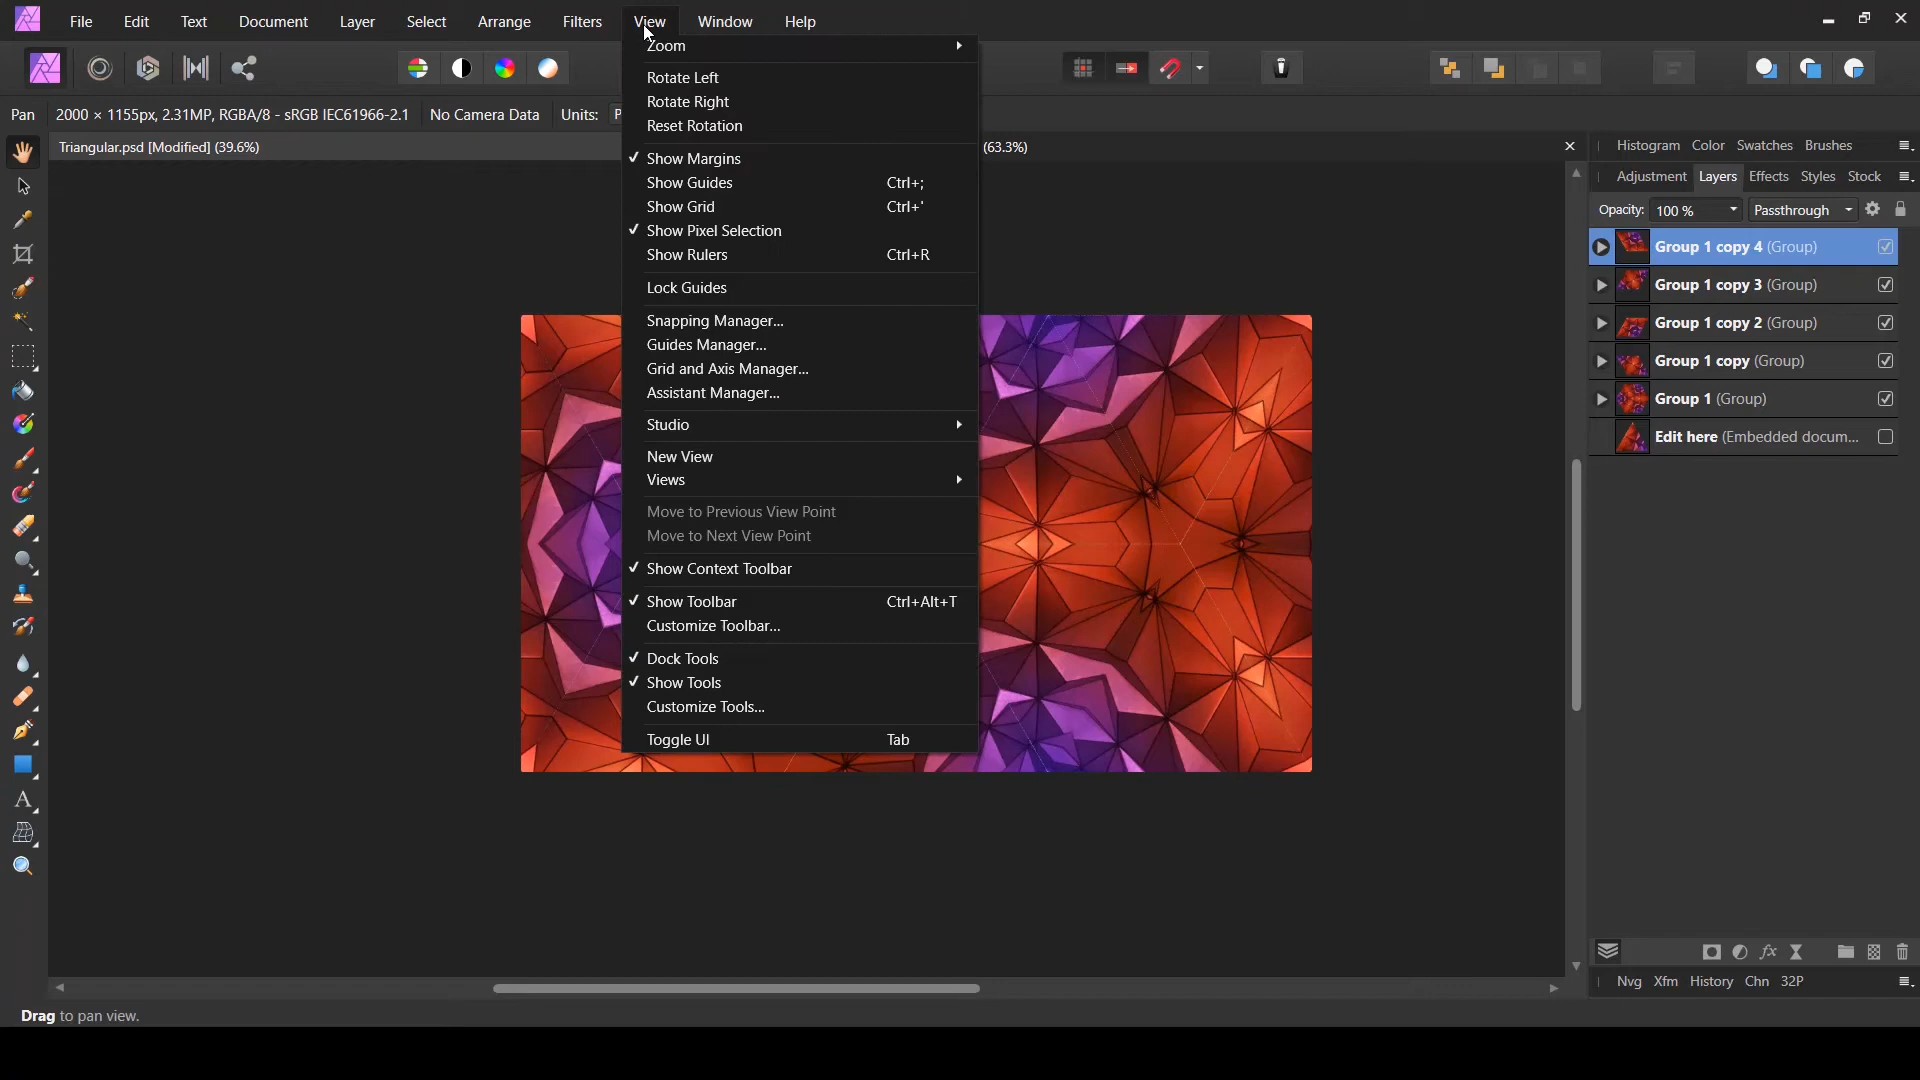 File Edit Text Document Layer Select Arrange Filters View Window Help
Pan 2000 × 1155px, 2.31MP, RGBA/8 - sRGB IEC61966-2.1 No Camera Data Units: P
Triangular.psd [Modified] (39.6%)
(63.3%)
Zoom
Rotate Left
Rotate Right
Reset Rotation
Show Margins
Show Guides Ctrl+;
Show Grid Ctrl+'
Show Pixel Selection
Show Rulers Ctrl+R
Lock Guides
Snapping Manager...
Guides Manager...
Grid and Axis Manager...
Assistant Manager...
Studio
New View
Views
Move to Previous View Point
Move to Next View Point
Show Context Toolbar
Show Toolbar Ctrl+Alt+T
Customize Toolbar...
Dock Tools
Show Tools
Customize Tools...
Toggle UI Tab
Histogram Color Swatches Brushes
Adjustment Layers Effects Styles Stock
Opacity: 100 % Passthrough
Group 1 copy 4 (Group)
Group 1 copy 3 (Group)
Group 1 copy 2 (Group)
Group 1 copy (Group)
Group 1 (Group)
Edit here (Embedded docum...
Nvg Xfm History Chn 32P
Drag to pan view.